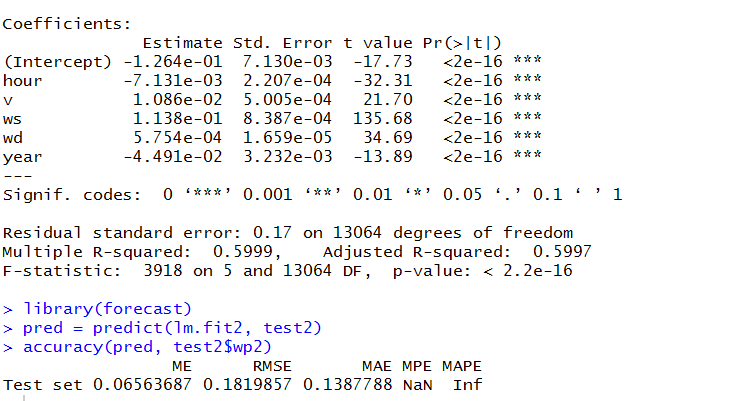 Coefficients:
Estimate Std. Error t value Pr(>|t|)
(Intercept) -1.264e-01 7.130e-03 -17.73 <2e-16 ***
hour -7.131e-03 2.207e-04 -32.31 <2e-16 ***
v 1.086e-02 5.005e-04 21.70 <2e-16 ***
ws 1.138e-01 8.387e-04 135.68 <2e-16 ***
wd 5.754e-04 1.659e-05 34.69 <2e-16 ***
year -4.491e-02 3.232e-03 -13.89 <2e-16 ***
---
Signif. codes: 0 ‘***’ 0.001 ‘**’ 0.01 ‘*’ 0.05 ‘.’ 0.1 ‘ ’ 1
Residual standard error: 0.17 on 13064 degrees of freedom
Multiple R-squared: 0.5999, Adjusted R-squared: 0.5997
F-statistic: 3918 on 5 and 13064 DF, p-value: < 2.2e-16
> library(forecast)
> pred = predict(lm.fit2, test2)
> accuracy(pred, test2$wp2)
ME RMSE MAE MPE MAPE
Test set 0.06563687 0.1819857 0.1387788 NaN Inf